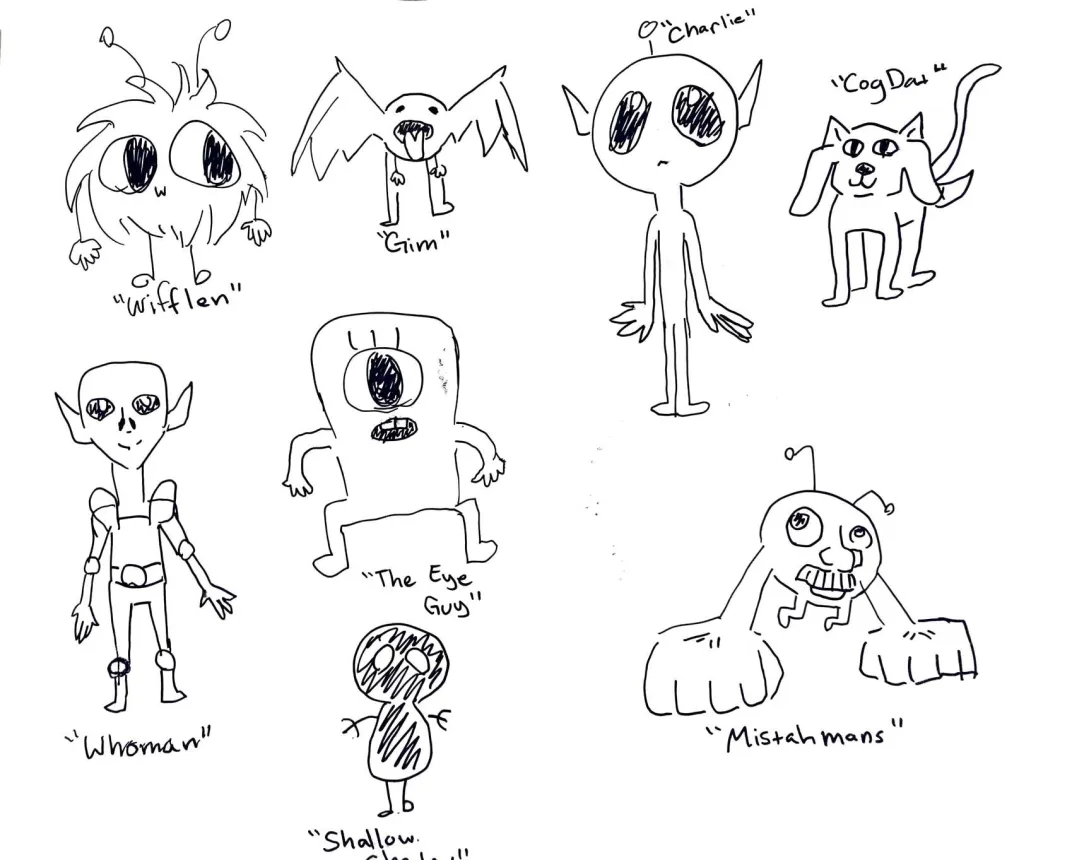 "Charlie"
"CogDat"
"Wifflen"
"Gim"
"The Eye
Guy"
"Whoman"
"Mistahmans"
"Shallow